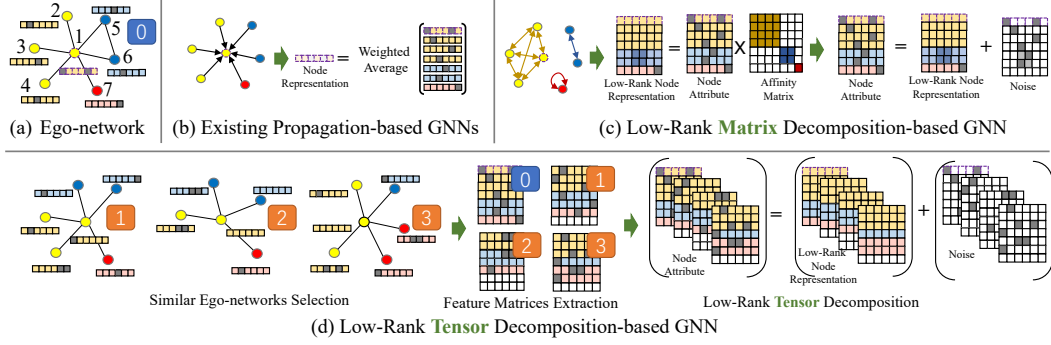 2
1
5
0
3
6
4
7
(a) Ego-network
Node
Representation
=
Weighted
Average
(b) Existing Propagation-based GNNs
Low-Rank Node
Representation
=
Node
Attribute
X
Affinity
Matrix
Node
Attribute
=
Low-Rank Node
Representation
+
Noise
(c) Low-Rank Matrix Decomposition-based GNN
1
2
3
Similar Ego-networks Selection
0
1
2
3
Feature Matrices Extraction
Node
Attribute
=
Low-Rank
Node
Representation
+
Noise
Low-Rank Tensor Decomposition
(d) Low-Rank Tensor Decomposition-based GNN